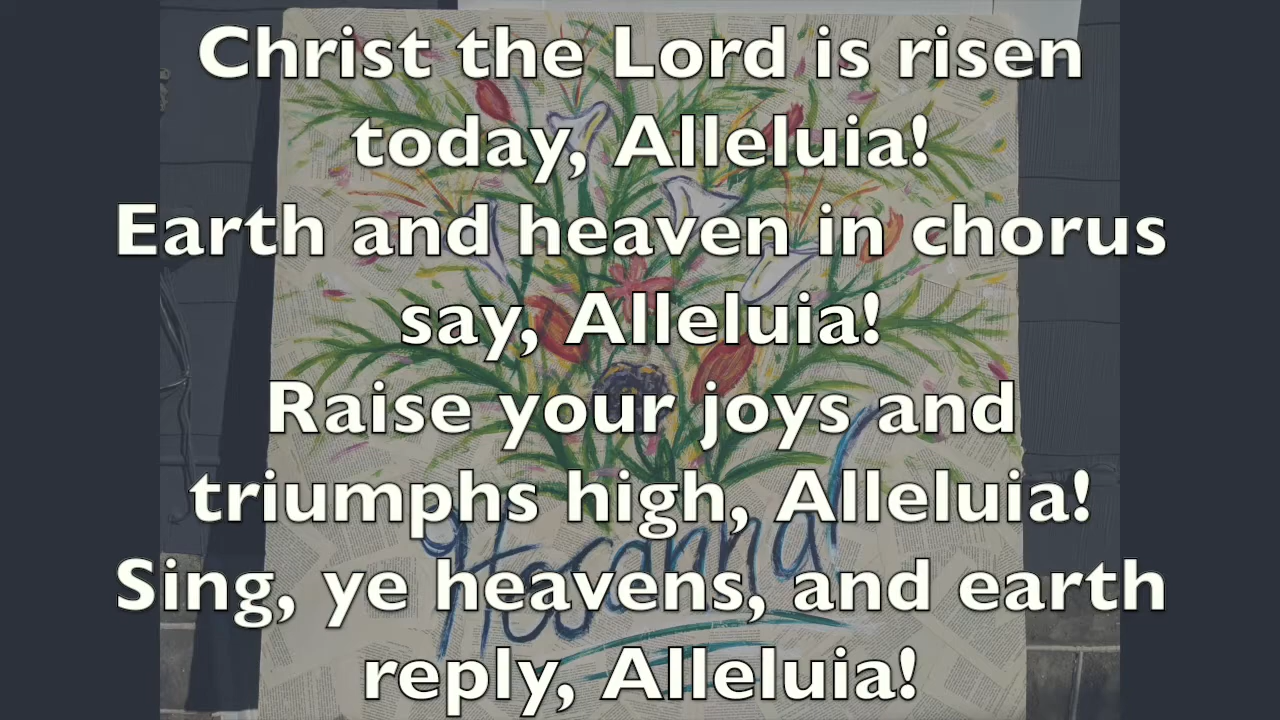 Christ the Lord is risen
today, Alleluia!
Earth and heaven in chorus
say, Alleluia!
Raise your joys and
triumphs high, Alleluia!
Hosanna!
Sing, ye heavens, and earth
reply, Alleluia!